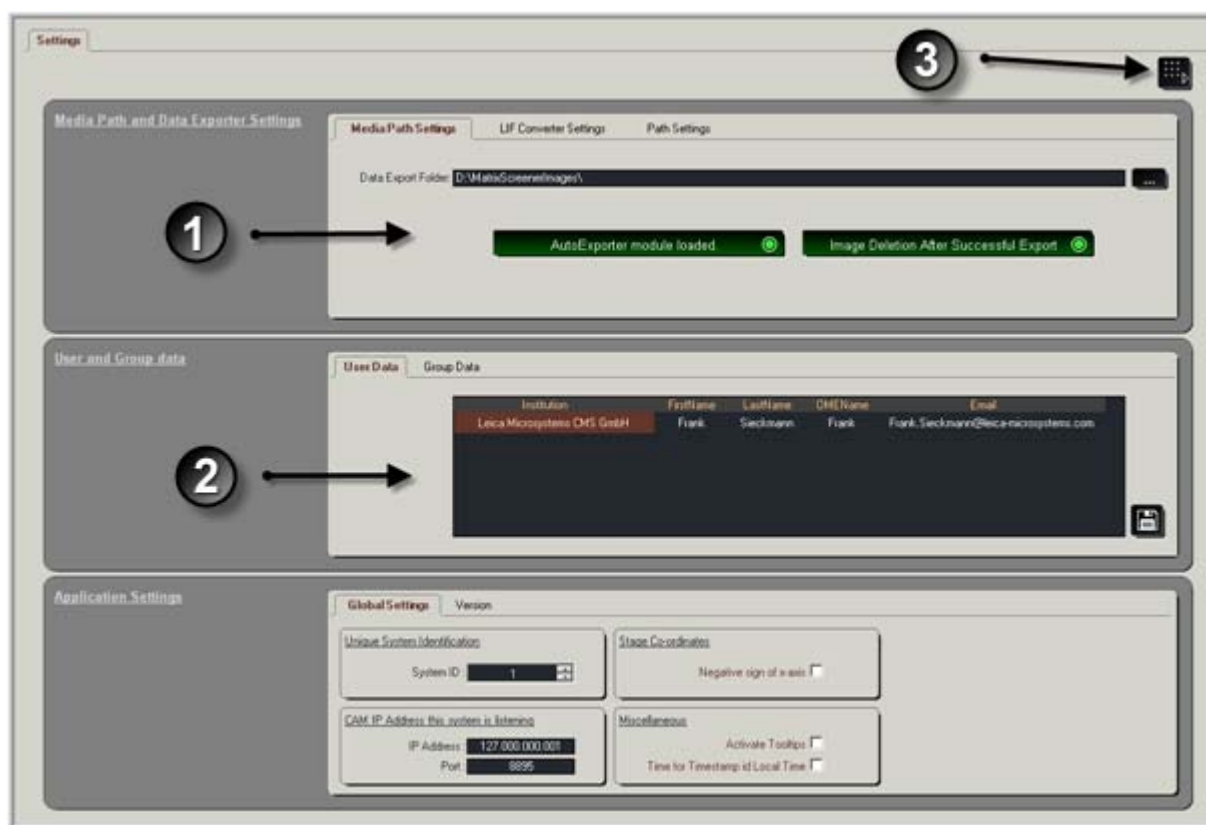 Settings
3
Media Path and Data Exporter Settings
Media Path Settings LIF Converter Settings Path Settings
Data Export Folder D:\MatrixScreenerImages\
...
1
AutoExporter module loaded Image Deletion After Successful Export
User and Group data
User Data Group Data
Institution FirstName LastName OMEName Email
Leica Microsystems CMS GmbH Frank Sieckmann Frank Frank.Sieckmann@leica-microsystems.com
2
Application Settings
Global Settings Version
Unique System Identification
System ID 1
Stage Co-ordinates
Negative sign of x-axis
CAM IP Address this system is listening
IP Address: 127.000.000.001
Port: 8895
Miscellaneous
Activate Tooltips
Time for Timestamp id Local Time